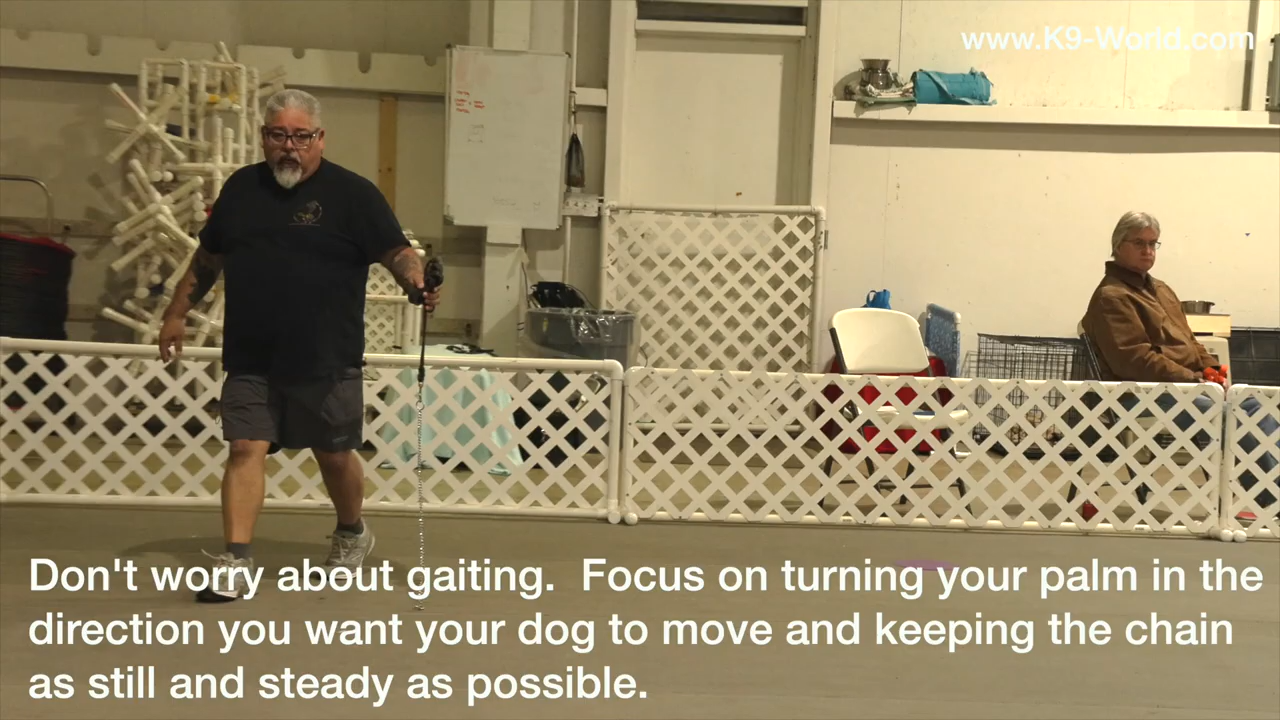 www.K9-World.com
Don't worry about gaiting.  Focus on turning your palm in the
direction you want your dog to move and keeping the chain
as still and steady as possible.